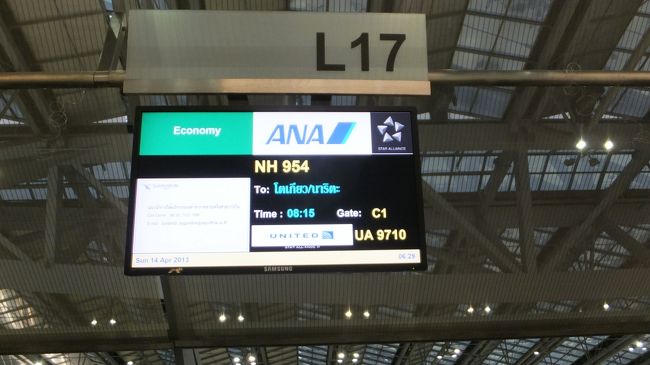 L17
Economy
ANA
STAR ALLIANCE
NH 954
To: โตเกียว/นาริตะ
Time : 08:15 Gate: C1
UNITED UA 9710
Sun 14 Apr 2013 06:29
SAMSUNG